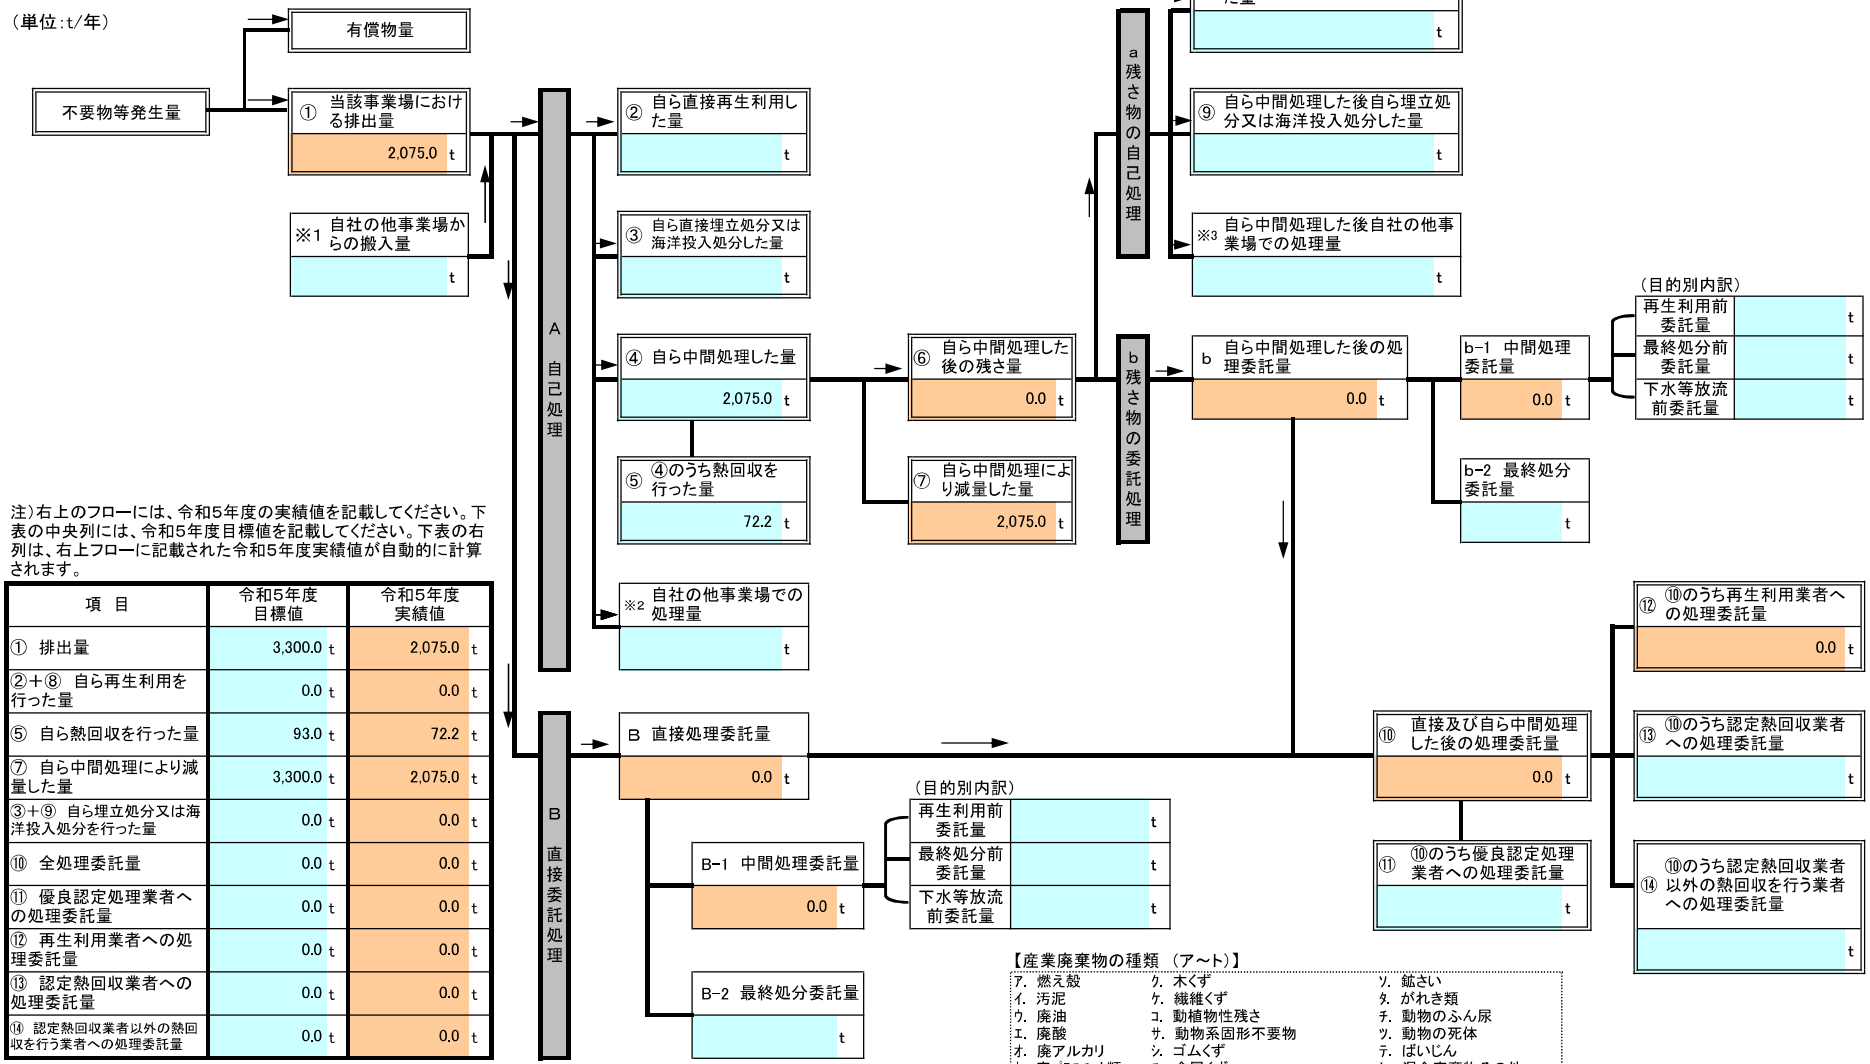 (単位:t/年)
有償物量
不要物等発生量
① 当該事業場におけ
る排出量
2,075.0 t
※1 自社の他事業場か
らの搬入量
t
A 自己処理
② 自ら直接再生利用し
た量
t
③ 自ら直接埋立処分又は
海洋投入処分した量
t
④ 自ら中間処理した量
2,075.0 t
⑤ ④のうち熱回収を
行った量
72.2 t
※2 自社の他事業場での
処理量
t
⑥ 自ら中間処理した
後の残さ量
0.0 t
⑦ 自ら中間処理によ
り減量した量
2,075.0 t
a 残さ物の自己処理
た量
t
⑨ 自ら中間処理した後自ら埋立処
分又は海洋投入処分した量
t
※3 自ら中間処理した後自社の他事
業場での処理量
t
b 残さ物の委託処理
b 自ら中間処理した後の処
理委託量
0.0 t
b-1 中間処理
委託量
0.0 t
b-2 最終処分
委託量
t
(目的別内訳)
再生利用前
委託量
t
最終処分前
委託量
t
下水等放流
前委託量
t
注)右上のフローには、令和5年度の実績値を記載してください。下
表の中央列には、令和5年度目標値を記載してください。下表の右
列は、右上フローに記載された令和5年度実績値が自動的に計算
されます。
項 目 令和5年度 目標値 令和5年度 実績値
① 排出量 3,300.0 t 2,075.0 t
②+⑧ 自ら再生利用を
行った量 0.0 t 0.0 t
⑤ 自ら熱回収を行った量 93.0 t 72.2 t
⑦ 自ら中間処理により減
量した量 3,300.0 t 2,075.0 t
③+⑨ 自ら埋立処分又は海
洋投入処分を行った量 0.0 t 0.0 t
⑩ 全処理委託量 0.0 t 0.0 t
⑪ 優良認定処理業者へ
の処理委託量 0.0 t 0.0 t
⑫ 再生利用業者への処
理委託量 0.0 t 0.0 t
⑬ 認定熱回収業者への
処理委託量 0.0 t 0.0 t
⑭ 認定熱回収業者以外の熱回
収を行う業者への処理委託量 0.0 t 0.0 t
B 直接委託処理
B 直接処理委託量
0.0 t
B-1 中間処理委託量
0.0 t
B-2 最終処分委託量
t
(目的別内訳)
再生利用前
委託量
t
最終処分前
委託量
t
下水等放流
前委託量
t
⑩ 直接及び自ら中間処理
した後の処理委託量
0.0 t
⑪ ⑩のうち優良認定処理
業者への処理委託量
t
⑫ ⑩のうち再生利用業者へ
の処理委託量
0.0 t
⑬ ⑩のうち認定熱回収業者
への処理委託量
t
⑭ ⑩のうち認定熱回収業者
以外の熱回収を行う業者
への処理委託量
t
【産業廃棄物の種類 (ア~ト)】
ア. 燃え殻 ク. 木くず ソ. 鉱さい
イ. 汚泥 ケ. 繊維くず タ. がれき類
ウ. 廃油 コ. 動植物性残さ チ. 動物のふん尿
エ. 廃酸 サ. 動物系固形不要物 ツ. 動物の死体
オ. 廃アルカリ シ. ゴムくず テ. ばいじん